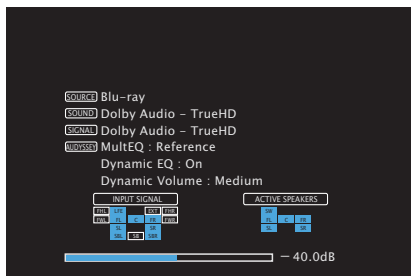 SOURCE Blu-ray
SOUND Dolby Audio – TrueHD
SIGNAL Dolby Audio – TrueHD
AUDYSSEY MultEQ : Reference
Dynamic EQ : On
Dynamic Volume : Medium
INPUT SIGNAL ACTIVE SPEAKERS
FHL LFE EXT FHR SW
FWL FL C FR FWR FL C FR
SL SR SL SR
SBL SB SBR
– 40.0dB